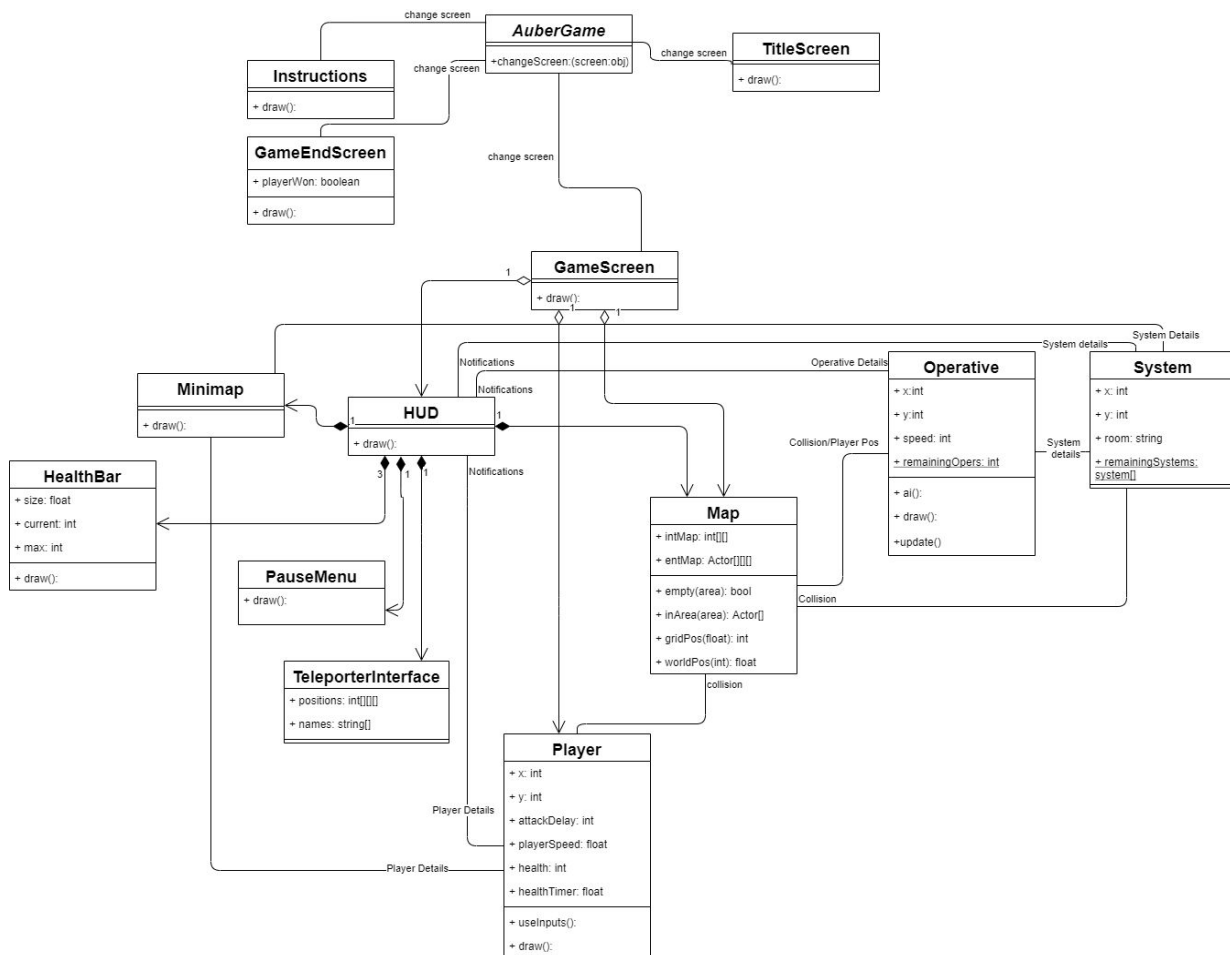 change screen
AuberGame
+changeScreen:(screen:obj)
change screen
TitleScreen
+ draw():
change screen
Instructions
+ draw():
GameEndScreen
+ playerWon: boolean
+ draw():
change screen
GameScreen
+ draw():
1
1
1
System Details
System details
Notifications
Operative Details
Notifications
Minimap
+ draw():
HUD
+ draw():
1
1
3
1
1
Notifications
Operative
+ x:int
+ y:int
+ speed: int
+ remainingOpers: int
+ ai():
+ draw():
+update()
System
details
System
+ x: int
+ y: int
+ room: string
+ remainingSystems:
system[]
Collision/Player Pos
HealthBar
+ size: float
+ current: int
+ max: int
+ draw():
Map
+ intMap: int[][]
+ entMap: Actor[][][]
+ empty(area): bool
+ inArea(area): Actor[]
+ gridPos(float): int
+ worldPos(int): float
Collision
collision
PauseMenu
+ draw():
TeleporterInterface
+ positions: int[][][]
+ names: string[]
Player
+ x: int
+ y: int
+ attackDelay: int
+ playerSpeed: float
+ health: int
+ healthTimer: float
+ useInputs():
+ draw():
Player Details
Player Details